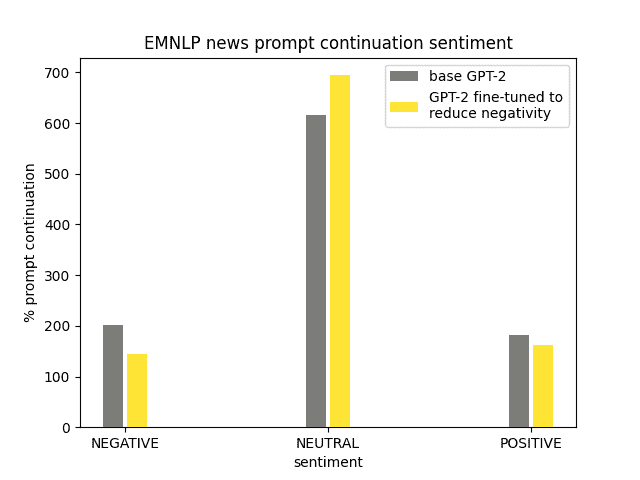 EMNLP news prompt continuation sentiment
% prompt continuation
700
600
500
400
300
200
100
0
base GPT-2
GPT-2 fine-tuned to
reduce negativity
NEGATIVE
NEUTRAL
POSITIVE
sentiment